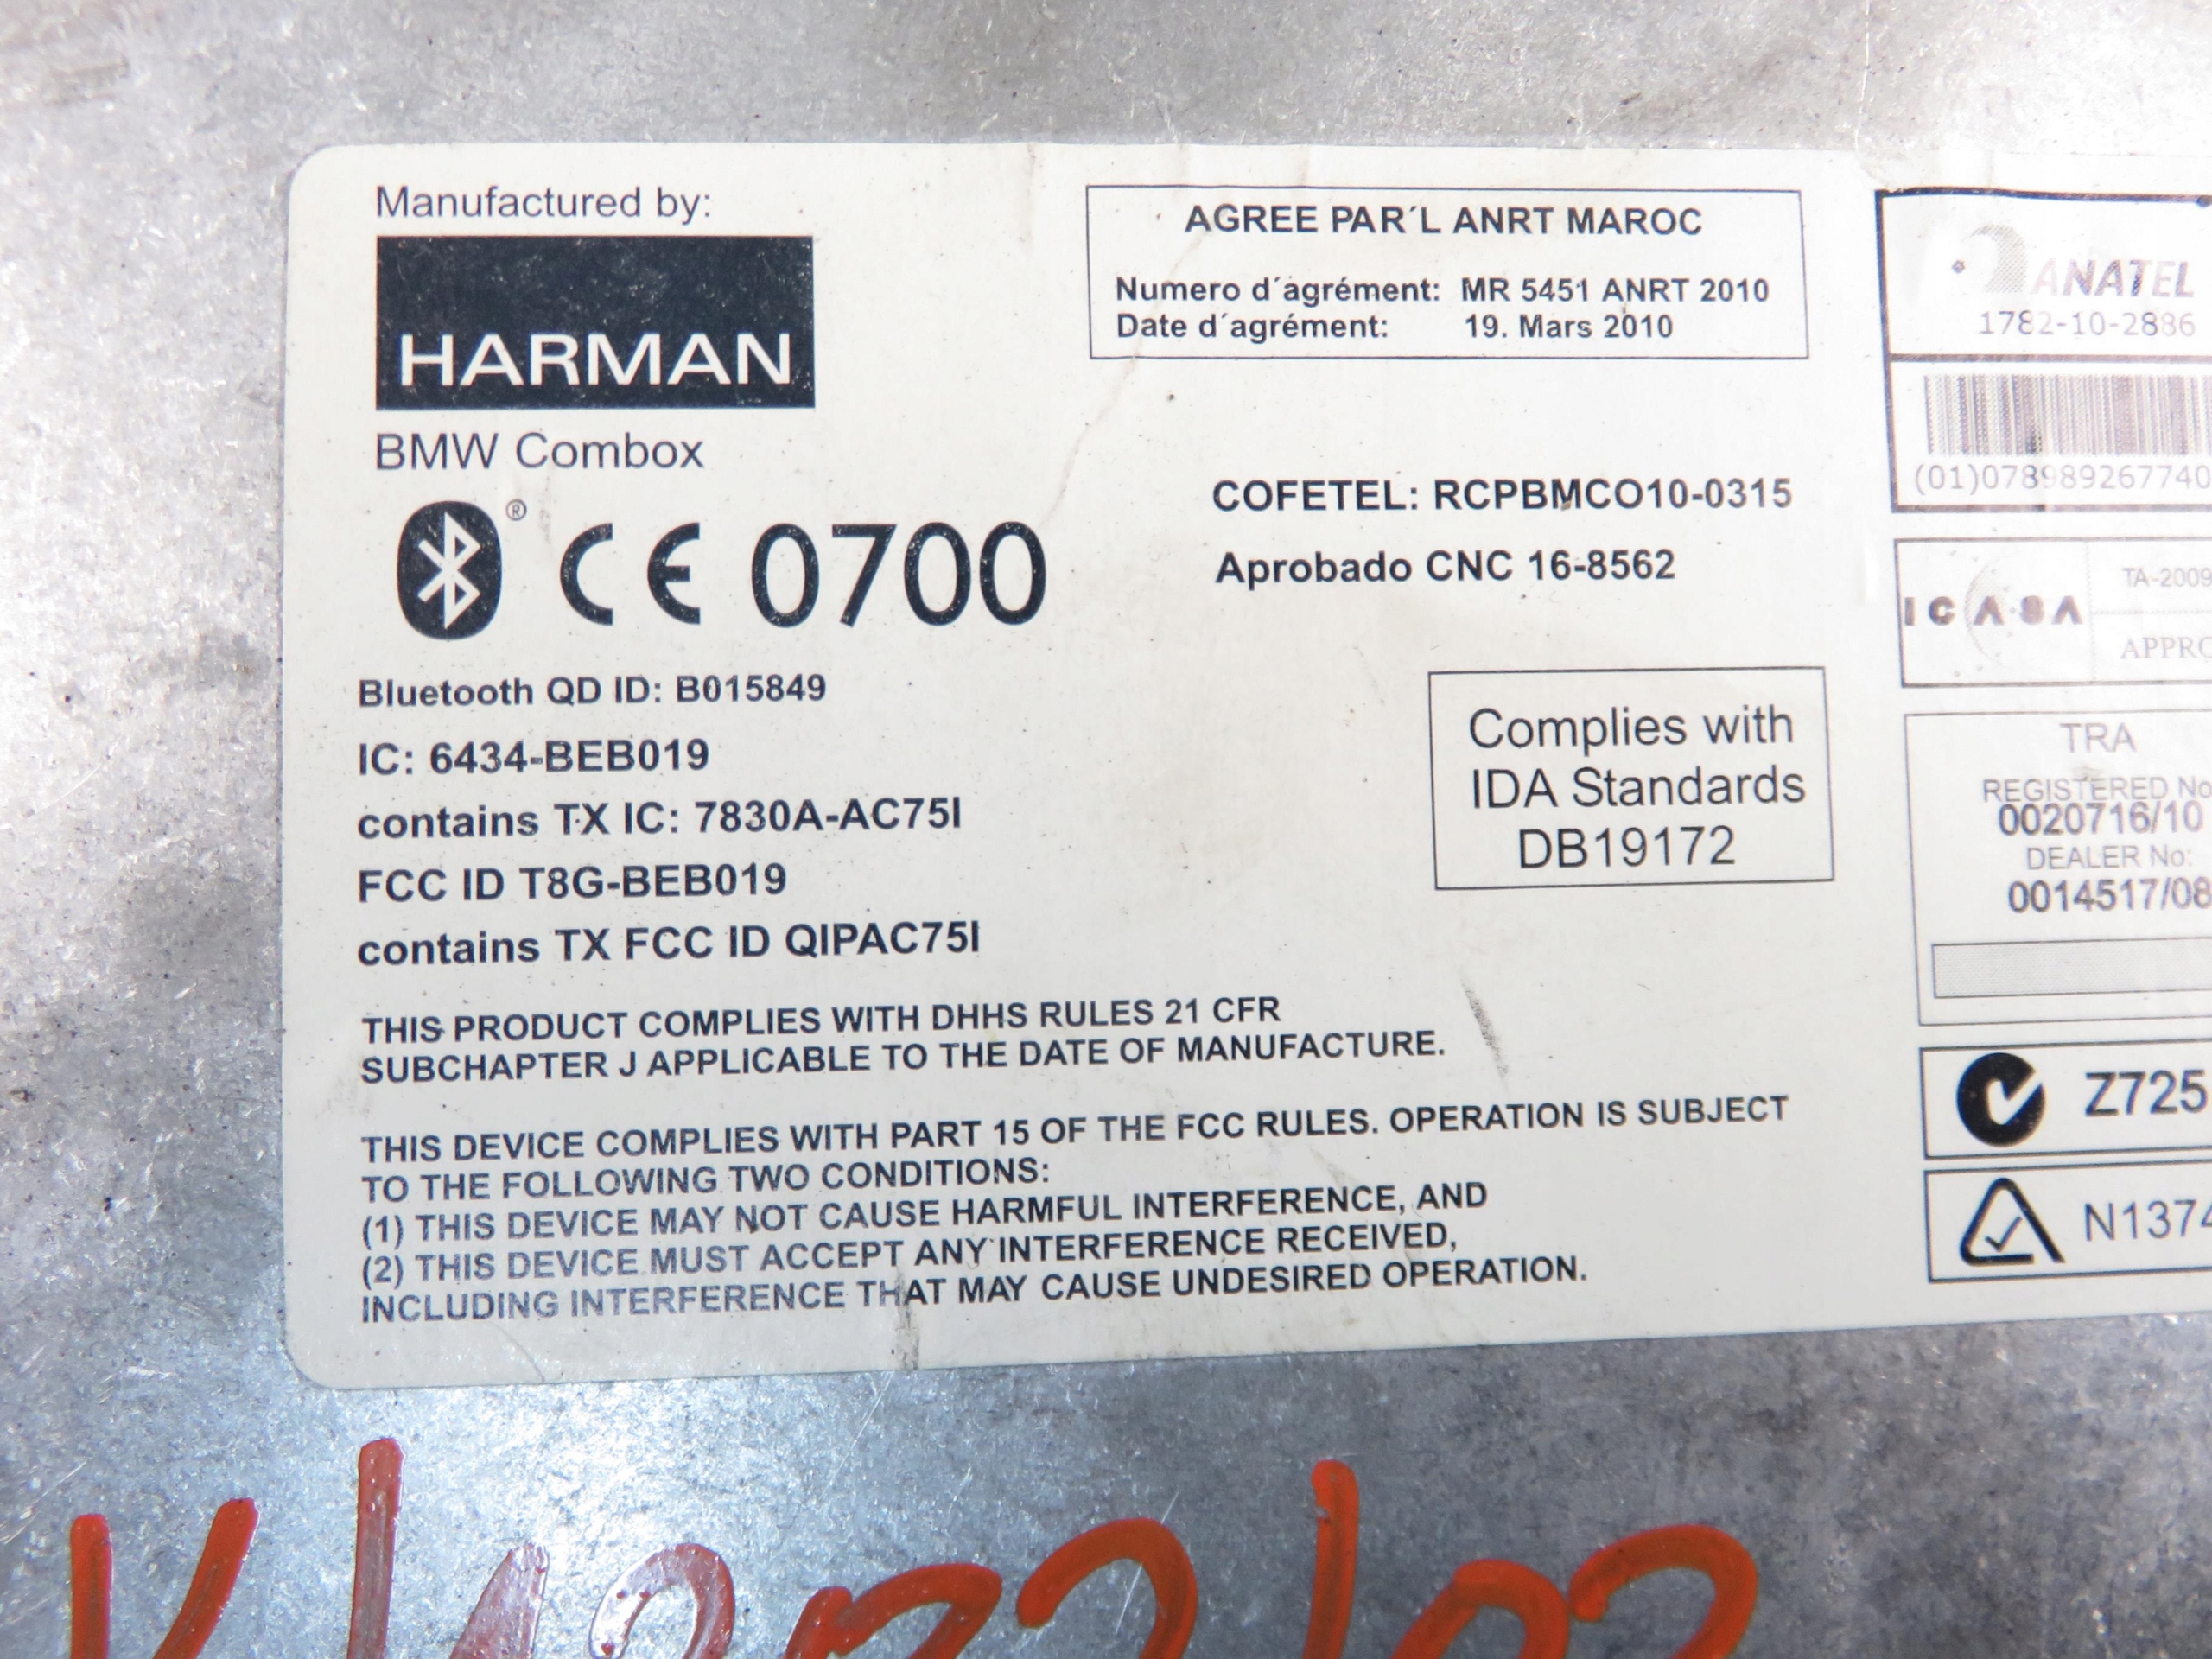 Manufactured by:
HARMAN
BMW Combox
® CE 0700
Bluetooth QD ID: B015849
IC: 6434-BEB019
contains TX IC: 7830A-AC75I
FCC ID T8G-BEB019
contains TX FCC ID QIPAC75I
THIS PRODUCT COMPLIES WITH DHHS RULES 21 CFR
SUBCHAPTER J APPLICABLE TO THE DATE OF MANUFACTURE.
THIS DEVICE COMPLIES WITH PART 15 OF THE FCC RULES. OPERATION IS SUBJECT
TO THE FOLLOWING TWO CONDITIONS:
(1) THIS DEVICE MAY NOT CAUSE HARMFUL INTERFERENCE, AND
(2) THIS DEVICE MUST ACCEPT ANY INTERFERENCE RECEIVED,
INCLUDING INTERFERENCE THAT MAY CAUSE UNDESIRED OPERATION.
AGREE PAR´L ANRT MAROC
Numero d´agrément: MR 5451 ANRT 2010
Date d´agrément: 19. Mars 2010
COFETEL: RCPBMCO10-0315
Aprobado CNC 16-8562
Complies with
IDA Standards
DB19172
ANATEL
1782-10-2886
(01)078989267740
ICASA
TA-2009
APPRO
TRA
REGISTERED No
0020716/10
DEALER No:
0014517/08
Z725
N1374